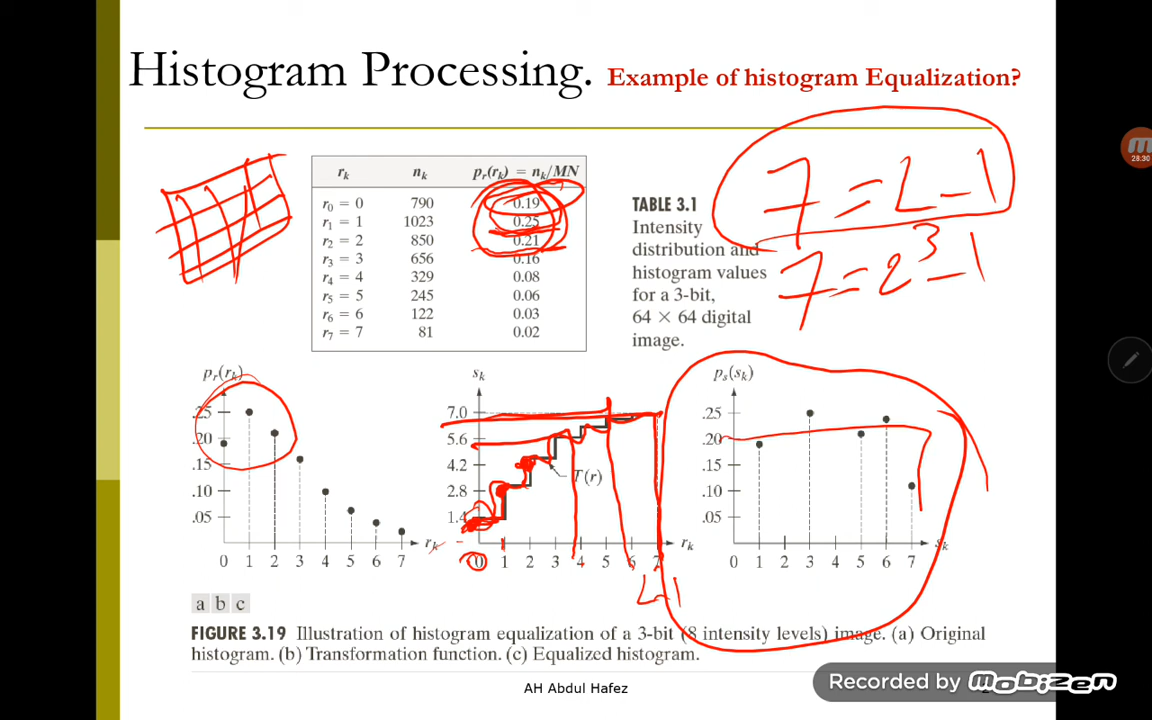 Histogram Processing. Example of histogram Equalization?
7 = L - 1
7 = 2^3 - 1
r_k n_k p_r(r_k) = n_k/MN
r_0 = 0 790 0.19
r_1 = 1 1023 0.25
r_2 = 2 850 0.21
r_3 = 3 656 0.16
r_4 = 4 329 0.08
r_5 = 5 245 0.06
r_6 = 6 122 0.03
r_7 = 7 81 0.02
TABLE 3.1
Intensity
distribution and
histogram values
for a 3-bit,
64 × 64 digital
image.
28:30
p_r(r_k)
.25
.20
.15
.10
.05
0 1 2 3 4 5 6 7
r_k
s_k
7.0
5.6
4.2
2.8
1.4
T(r)
0 1 2 3 4 5 6 7
r_k
L-1
p_s(s_k)
.25
.20
.15
.10
.05
0 1 2 3 4 5 6 7
s_k
a b c
FIGURE 3.19 Illustration of histogram equalization of a 3-bit (8 intensity levels) image. (a) Original
histogram. (b) Transformation function. (c) Equalized histogram.
AH Abdul Hafez
Recorded by mobizen